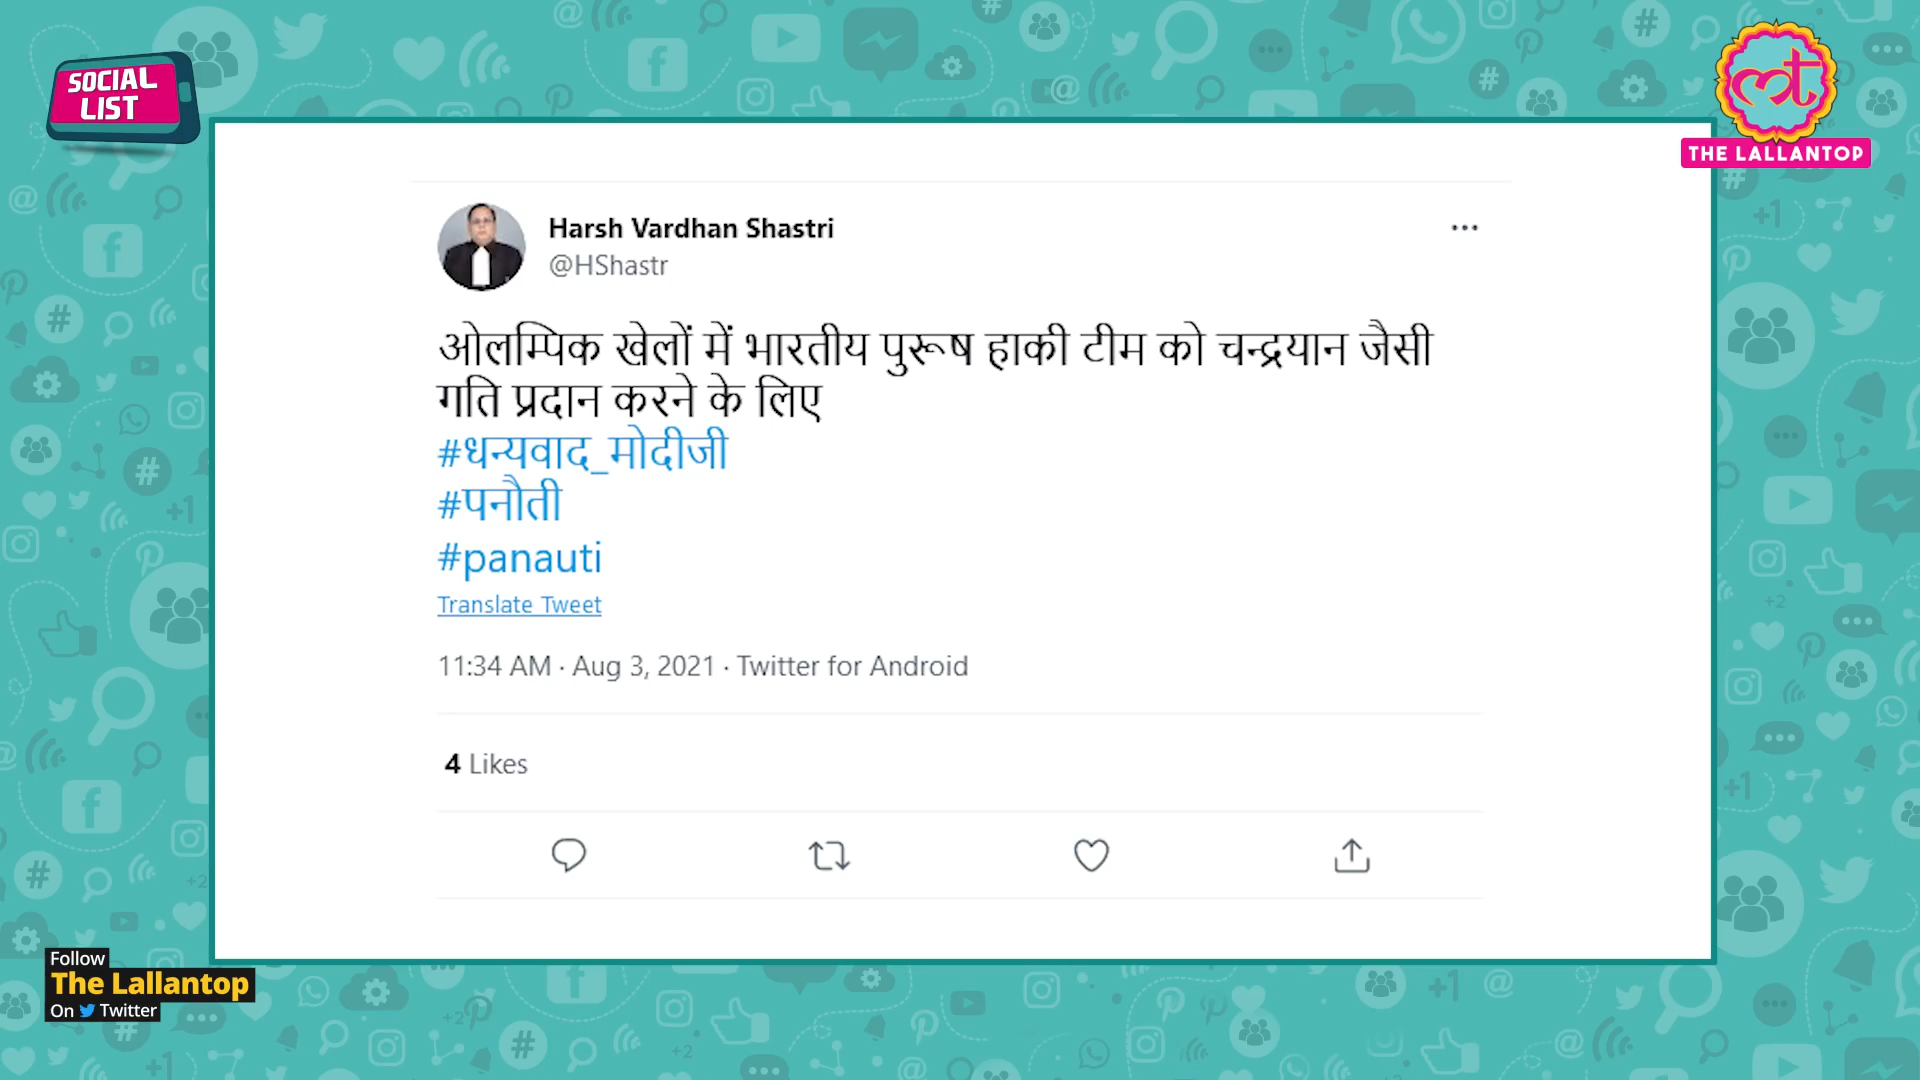 SOCIAL
LIST
THE LALLANTOP
Harsh Vardhan Shastri
@HShastr
ओलम्पिक खेलों में भारतीय पुरूष हाकी टीम को चन्द्रयान जैसी
गति प्रदान करने के लिए
#धन्यवाद_मोदीजी
#पनौती
#panauti
Translate Tweet
11:34 AM · Aug 3, 2021 · Twitter for Android
4 Likes
Follow
The Lallantop
On Twitter